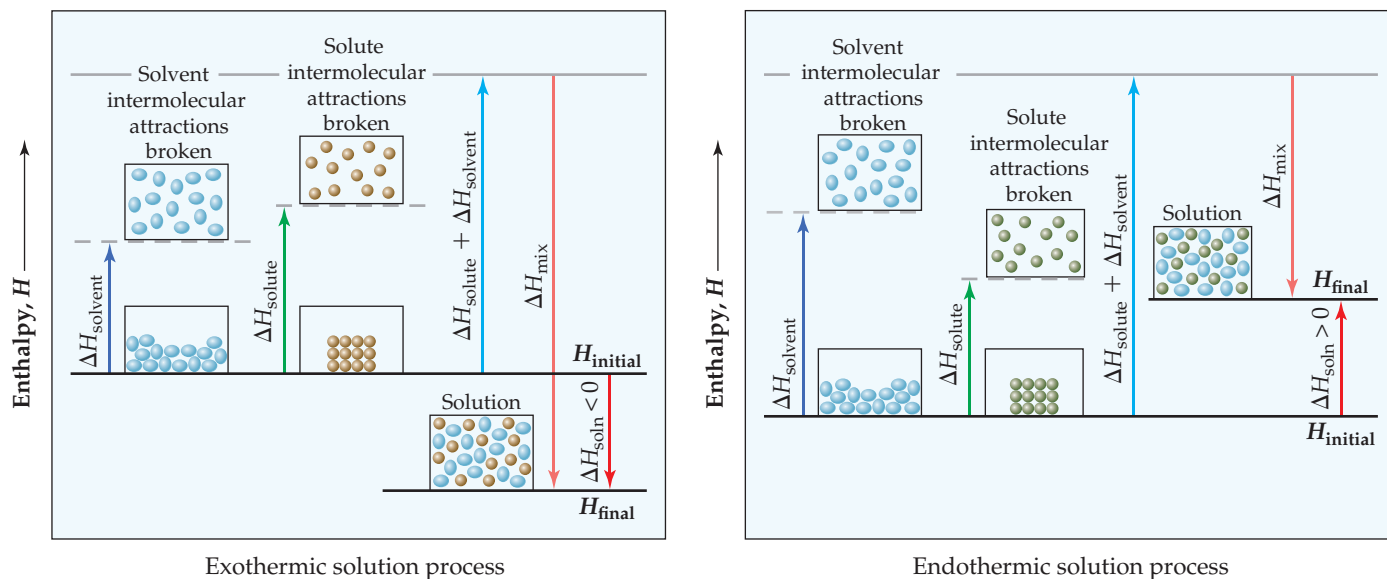 Enthalpy, H
Solvent
intermolecular
attractions
broken
Solute
intermolecular
attractions
broken
ΔHsolvent
ΔHsolute
ΔHsolute + ΔHsolvent
ΔHmix
Hinitial
Solution
ΔHsoln < 0
Hfinal
Exothermic solution process
Enthalpy, H
Solvent
intermolecular
attractions
broken
Solute
intermolecular
attractions
broken
ΔHsolvent
ΔHsolute
ΔHsolute + ΔHsolvent
ΔHmix
Solution
Hfinal
ΔHsoln > 0
Hinitial
Endothermic solution process